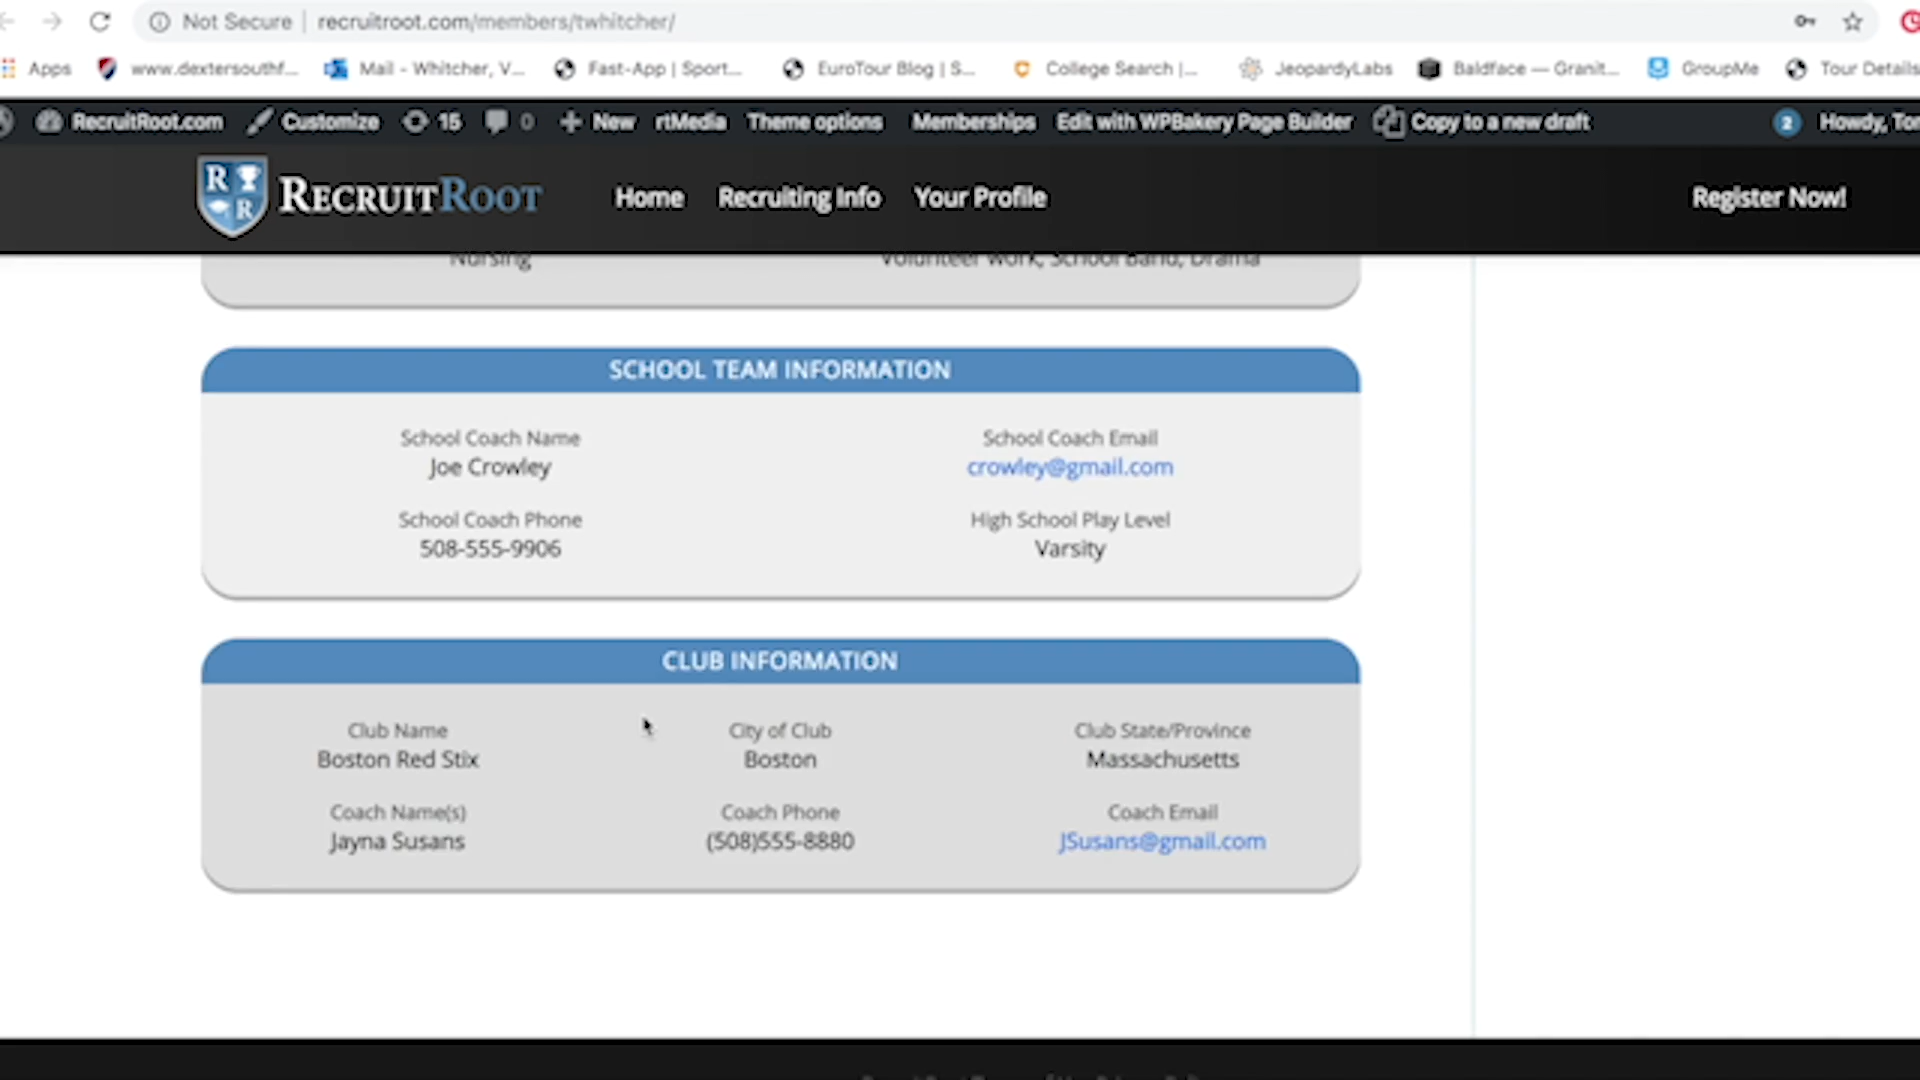 Not Secure | recruitroot.com/members/twhitcher/
Apps www.dextersouthf... Mail - Whitcher, V... Fast-App | Sport... EuroTour Blog | S... College Search |... JeopardyLabs Baldface — Granit... GroupMe Tour Details
RecruitRoot.com Customize 15 0 New rtMedia Theme options Memberships Edit with WPBakery Page Builder Copy to a new draft 2 Howdy, Tor
RECRUITROOT Home Recruiting Info Your Profile Register Now!
Nursing Volunteer Work, School Band, Drama
SCHOOL TEAM INFORMATION
School Coach Name School Coach Email
Joe Crowley crowley@gmail.com
School Coach Phone High School Play Level
508-555-9906 Varsity
CLUB INFORMATION
Club Name City of Club Club State/Province
Boston Red Stix Boston Massachusetts
Coach Name(s) Coach Phone Coach Email
Jayna Susans (508)555-8880 JSusans@gmail.com